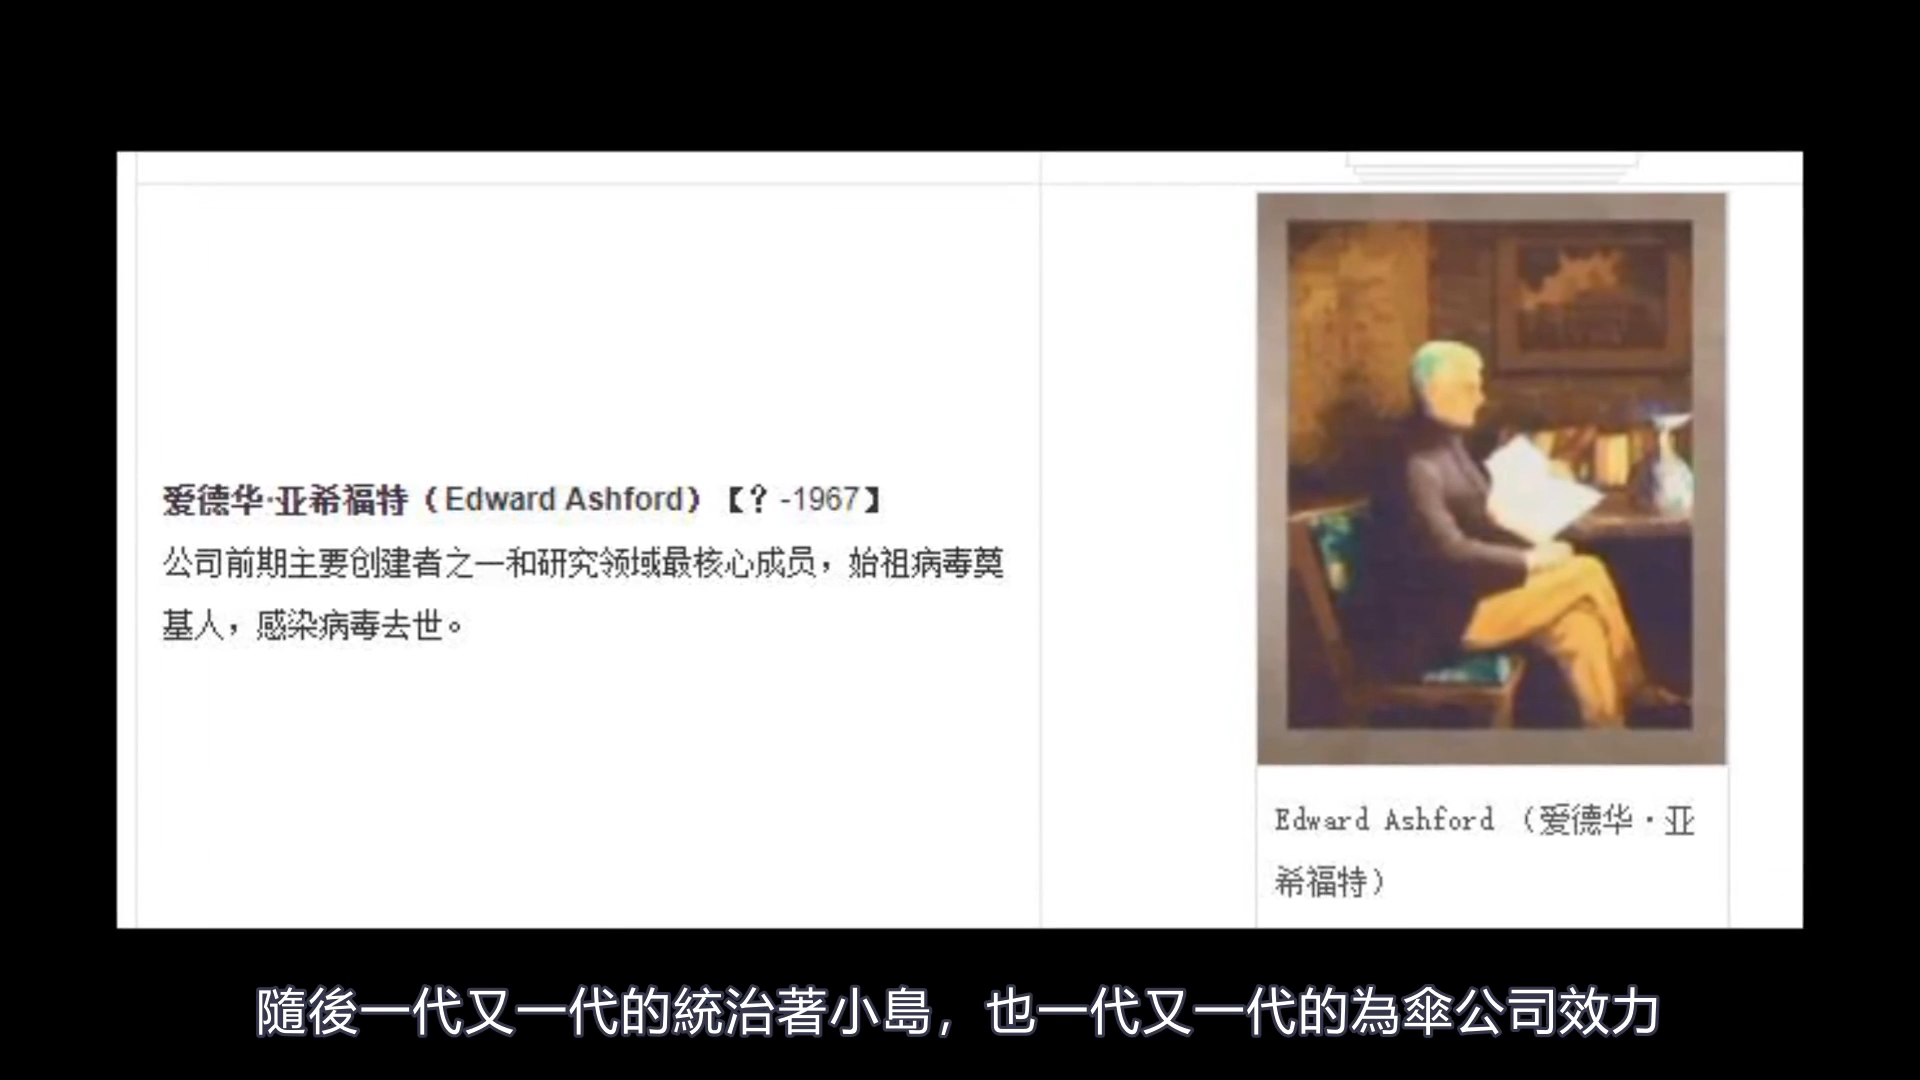 爱德华·亚希福特（Edward Ashford）【？-1967】
公司前期主要创建者之一和研究领域最核心成员，始祖病毒奠
基人，感染病毒去世。
Edward Ashford （爱德华·亚
希福特）
隨後一代又一代的統治著小島，也一代又一代的為傘公司效力